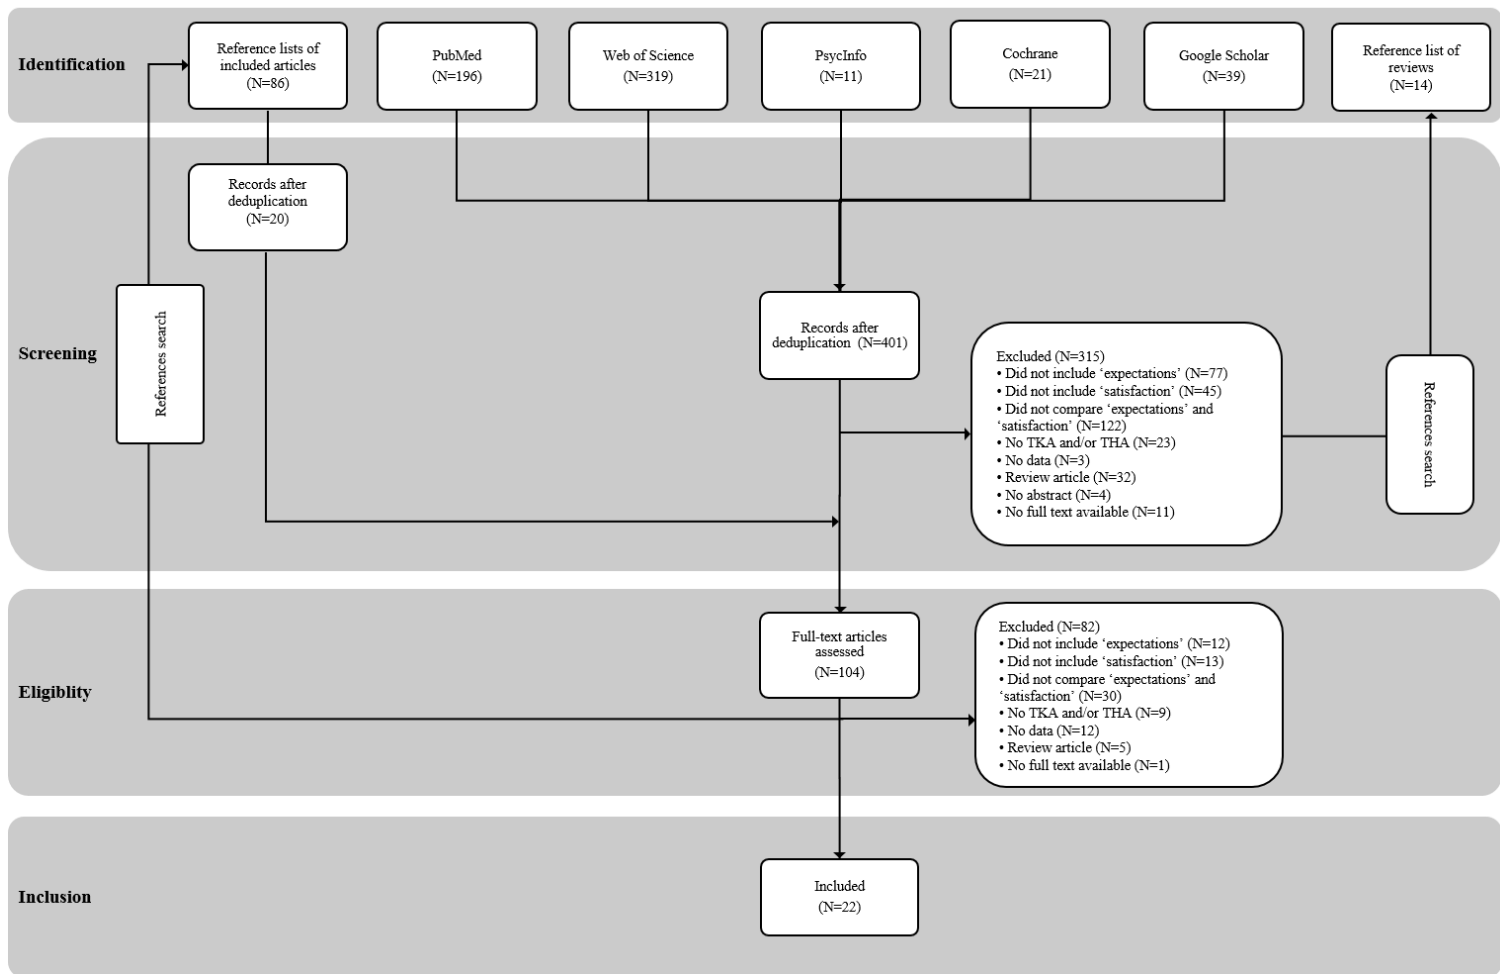 Identification
Reference lists of
included articles
(N=86)
PubMed
(N=196)
Web of Science
(N=319)
PsycInfo
(N=11)
Cochrane
(N=21)
Google Scholar
(N=39)
Reference list of
reviews
(N=14)
Screening
Records after
deduplication
(N=20)
References search
Records after
deduplication (N=401)
Excluded (N=315)
• Did not include ‘expectations’ (N=77)
• Did not include ‘satisfaction’ (N=45)
• Did not compare ‘expectations’ and
‘satisfaction’ (N=122)
• No TKA and/or THA (N=23)
• No data (N=3)
• Review article (N=32)
• No abstract (N=4)
• No full text available (N=11)
References search
Eligiblity
Full-text articles
assessed
(N=104)
Excluded (N=82)
• Did not include ‘expectations’ (N=12)
• Did not include ‘satisfaction’ (N=13)
• Did not compare ‘expectations’ and
‘satisfaction’ (N=30)
• No TKA and/or THA (N=9)
• No data (N=12)
• Review article (N=5)
• No full text available (N=1)
Inclusion
Included
(N=22)